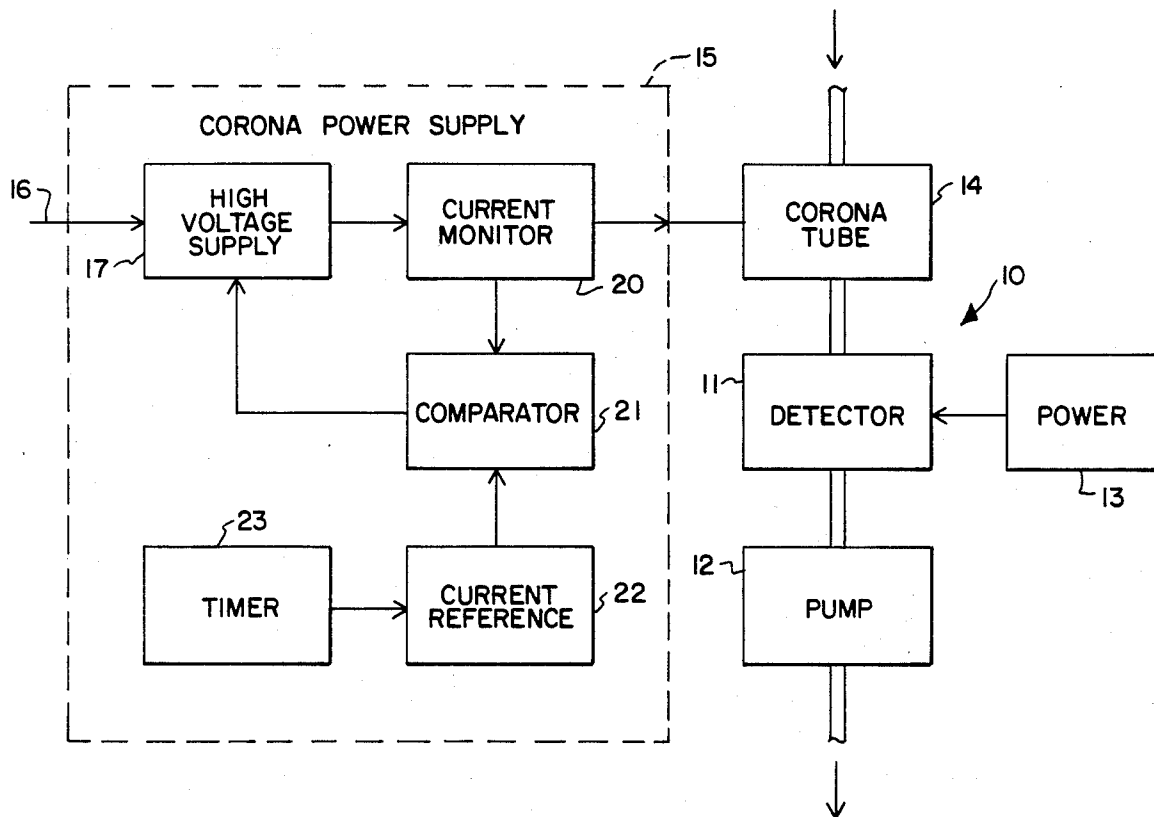 15
CORONA POWER SUPPLY
16
HIGH
VOLTAGE
SUPPLY
17
CURRENT
MONITOR
20
CORONA
TUBE
14
10
COMPARATOR
21
11
DETECTOR
POWER
13
23
TIMER
CURRENT
REFERENCE
22
12
PUMP